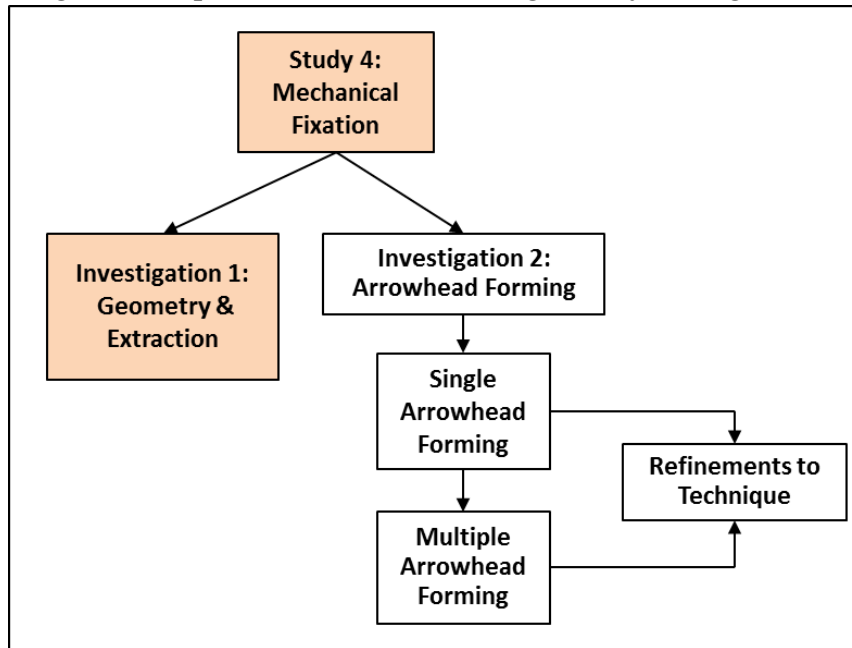 Study 4:
Mechanical
Fixation
Investigation 1:
Geometry &
Extraction
Investigation 2:
Arrowhead Forming
Single
Arrowhead
Forming
Refinements to
Technique
Multiple
Arrowhead
Forming